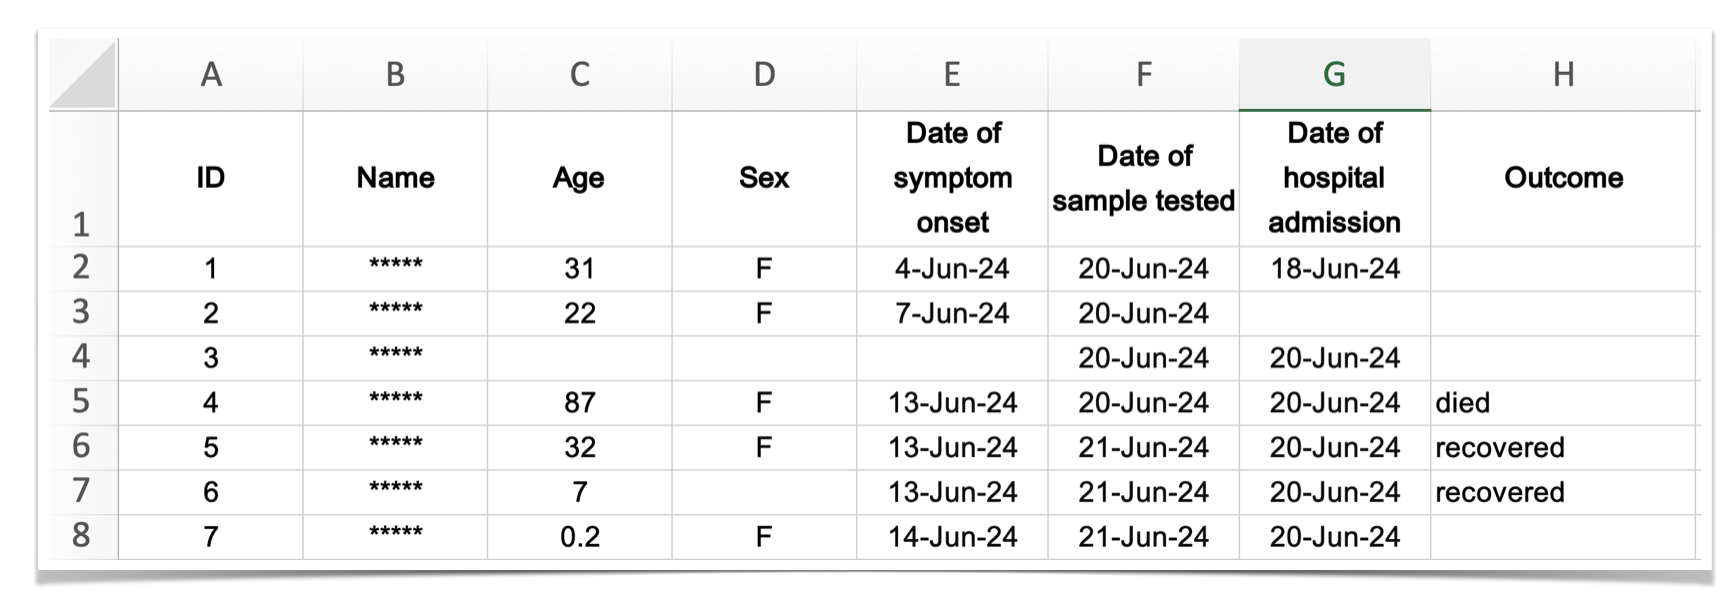 A B C D E F G H
1 ID Name Age Sex Date of symptom onset Date of sample tested Date of hospital admission Outcome
2 1 ***** 31 F 4-Jun-24 20-Jun-24 18-Jun-24
3 2 ***** 22 F 7-Jun-24 20-Jun-24
4 3 ***** 20-Jun-24 20-Jun-24
5 4 ***** 87 F 13-Jun-24 20-Jun-24 20-Jun-24 died
6 5 ***** 32 F 13-Jun-24 21-Jun-24 20-Jun-24 recovered
7 6 ***** 7 13-Jun-24 21-Jun-24 20-Jun-24 recovered
8 7 ***** 0.2 F 14-Jun-24 21-Jun-24 20-Jun-24